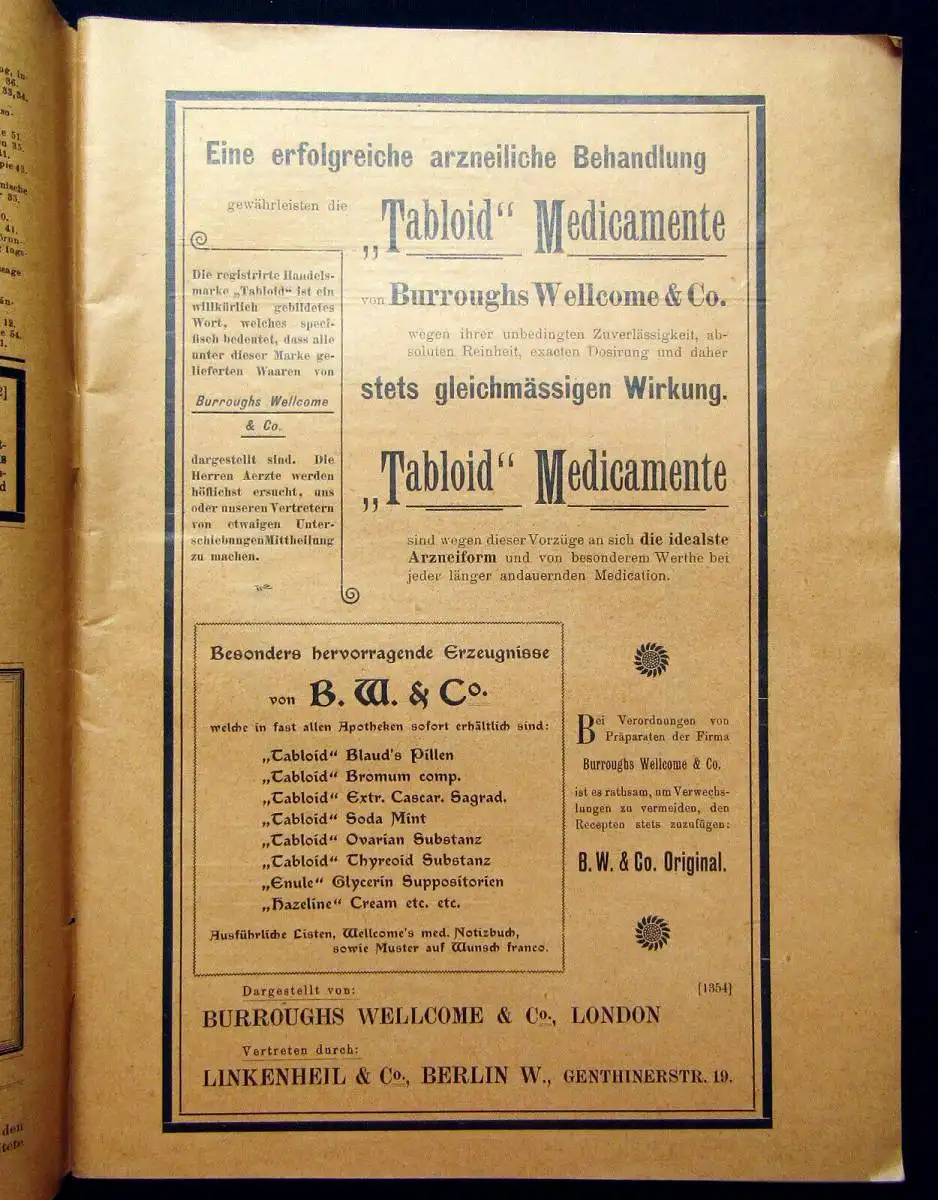 Eine erfolgreiche arzneiliche Behandlung
gewährleisten die
„Tabloid“ Medicamente
von Burroughs Wellcome & Co.
wegen ihrer unbedingten Zuverlässigkeit, ab-
soluten Reinheit, exacten Dosirung und daher
stets gleichmässigen Wirkung.
„Tabloid“ Medicamente
sind wegen dieser Vorzüge an sich die idealste
Arzneiform und von besonderem Werthe bei
jeder länger andauernden Medication.
Die registrirte Handels-
marke „Tabloid“ ist ein
willkürlich gebildetes
Wort, welches speci-
fisch bedeutet, dass alle
unter dieser Marke ge-
lieferten Waaren von
Burroughs Wellcome
& Co.
dargestellt sind. Die
Herren Aerzte werden
höflichst ersucht, uns
oder unseren Vertretern
von etwaigen Unter-
schiebungen Mittheilung
zu machen.
Besonders hervorragende Erzeugnisse
von B. W. & Co.
welche in fast allen Apotheken sofort erhältlich sind:
„Tabloid“ Blaud's Pillen
„Tabloid“ Bromum comp.
„Tabloid“ Extr. Cascar. Sagrad.
„Tabloid“ Soda Mint
„Tabloid“ Ovarian Substanz
„Tabloid“ Thyreoid Substanz
„Enule“ Glycerin Suppositorien
„Hazeline“ Cream etc. etc.
Ausführliche Listen, Wellcome's med. Notizbuch,
sowie Muster auf Wunsch franco.
Bei Verordnungen von
Präparaten der Firma
Burroughs Wellcome & Co.
ist es rathsam, um Verwechs-
lungen zu vermeiden, den
Recepten stets zuzufügen:
B. W. & Co. Original.
Dargestellt von:
[1354]
BURROUGHS WELLCOME & Co., LONDON
Vertreten durch:
LINKENHEIL & Co., BERLIN W., GENTHINERSTR. 19.